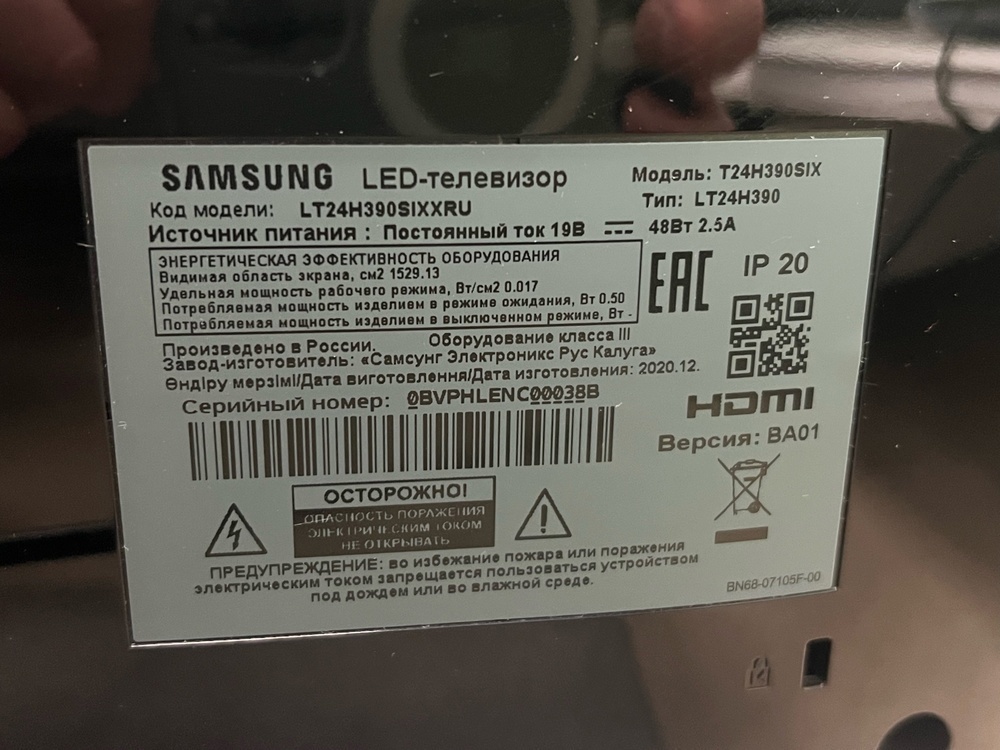 SAMSUNG LED-телевизор
Модэль: T24H390SIX
Код модели: LT24H390SIXXRU
Тип: LT24H390
Источник питания : Постоянный ток 19В 48Вт 2.5А
ЭНЕРГЕТИЧЕСКАЯ ЭФФЕКТИВНОСТЬ ОБОРУДОВАНИЯ
Видимая область экрана, см2 1529.13
Удельная мощность рабочего режима, Вт/см2 0.017
Потребляемая мощность изделием в режиме ожидания, Вт 0.50
Потребляемая мощность изделием в выключенном режиме, Вт -
EAC IP 20
Произведено в России. Оборудование класса III
Завод-изготовитель: «Самсунг Электроникс Рус Калуга»
Өндіру мерзімі/Дата виготовлення/Дата изготовления: 2020.12.
Серийный номер: 0BVPHLENC00038B
HDMI
Версия: BA01
ОСТОРОЖНО!
ОПАСНОСТЬ ПОРАЖЕНИЯ
ЭЛЕКТРИЧЕСКИМ ТОКОМ
НЕ ОТКРЫВАТЬ
ПРЕДУПРЕЖДЕНИЕ: во избежание пожара или поражения
электрическим током запрещается пользоваться устройством
под дождем или во влажной среде.
BN68-07105F-00